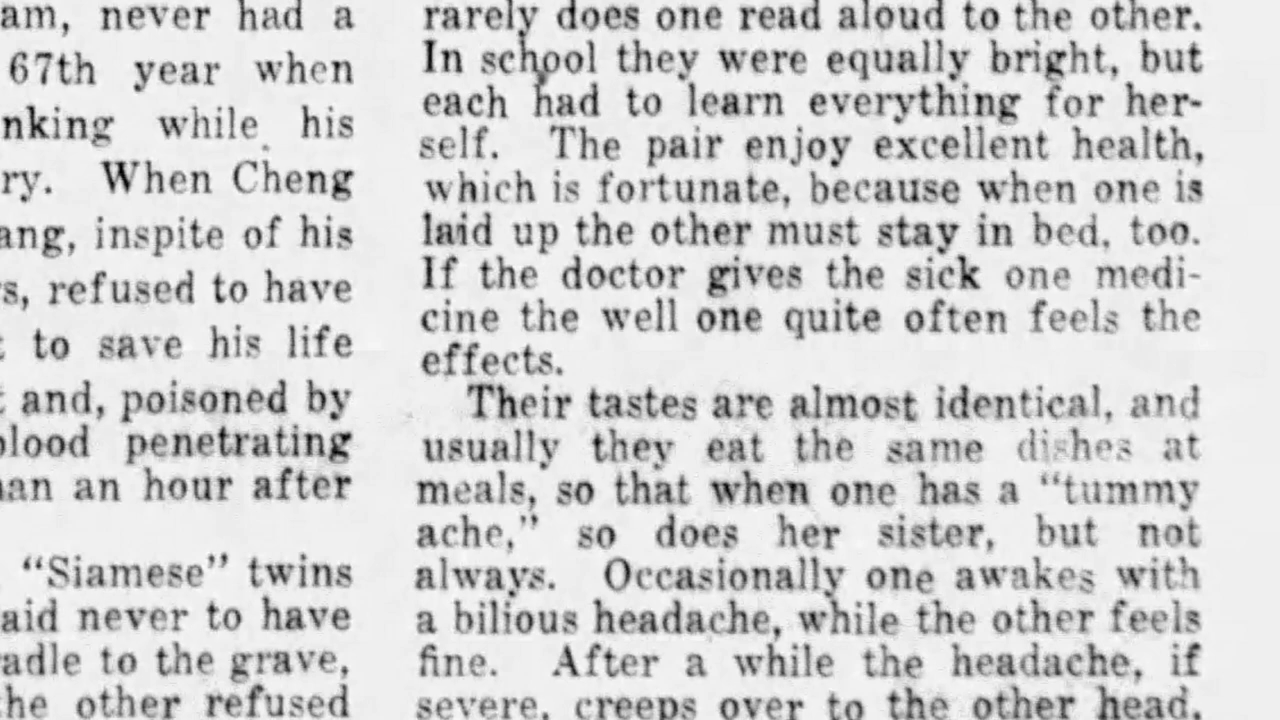 am, never had a
67th year when
nking while his
ry. When Cheng
ang, inspite of his
s, refused to have
to save his life
and, poisoned by
lood penetrating
an an hour after
"Siamese" twins
aid never to have
adle to the grave,
he other refused
rarely does one read aloud to the other.
In school they were equally bright, but
each had to learn everything for her-
self. The pair enjoy excellent health,
which is fortunate, because when one is
laid up the other must stay in bed, too.
If the doctor gives the sick one medi-
cine the well one quite often feels the
effects.
Their tastes are almost identical, and
usually they eat the same dishes at
meals, so that when one has a "tummy
ache," so does her sister, but not
always. Occasionally one awakes with
a bilious headache, while the other feels
fine. After a while the headache, if
severe, creeps over to the other head.